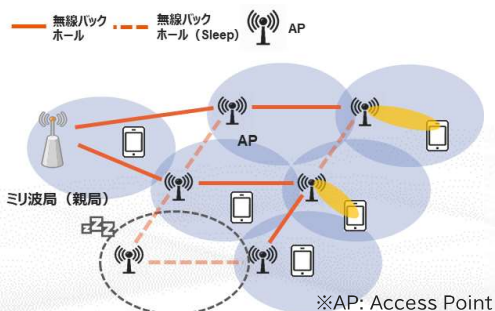 無線バック
ホール
無線バック
ホール（Sleep）
AP
AP
ミリ波局（親局）
zZZ
※AP: Access Point